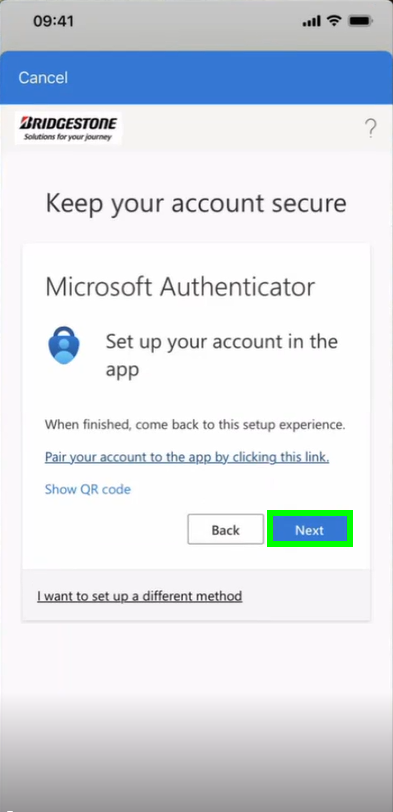 09:41
Cancel
BRIDGESTONE
Solutions for your journey
?
Keep your account secure
Microsoft Authenticator
Set up your account in the
app
When finished, come back to this setup experience.
Pair your account to the app by clicking this link.
Show QR code
Back
Next
I want to set up a different method